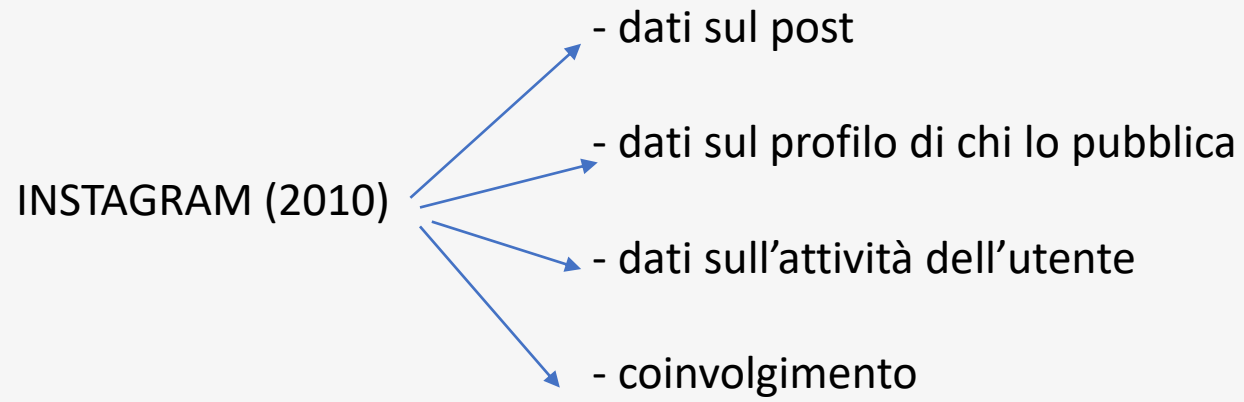 - dati sul post
- dati sul profilo di chi lo pubblica
INSTAGRAM (2010)
- dati sull’attività dell’utente
- coinvolgimento